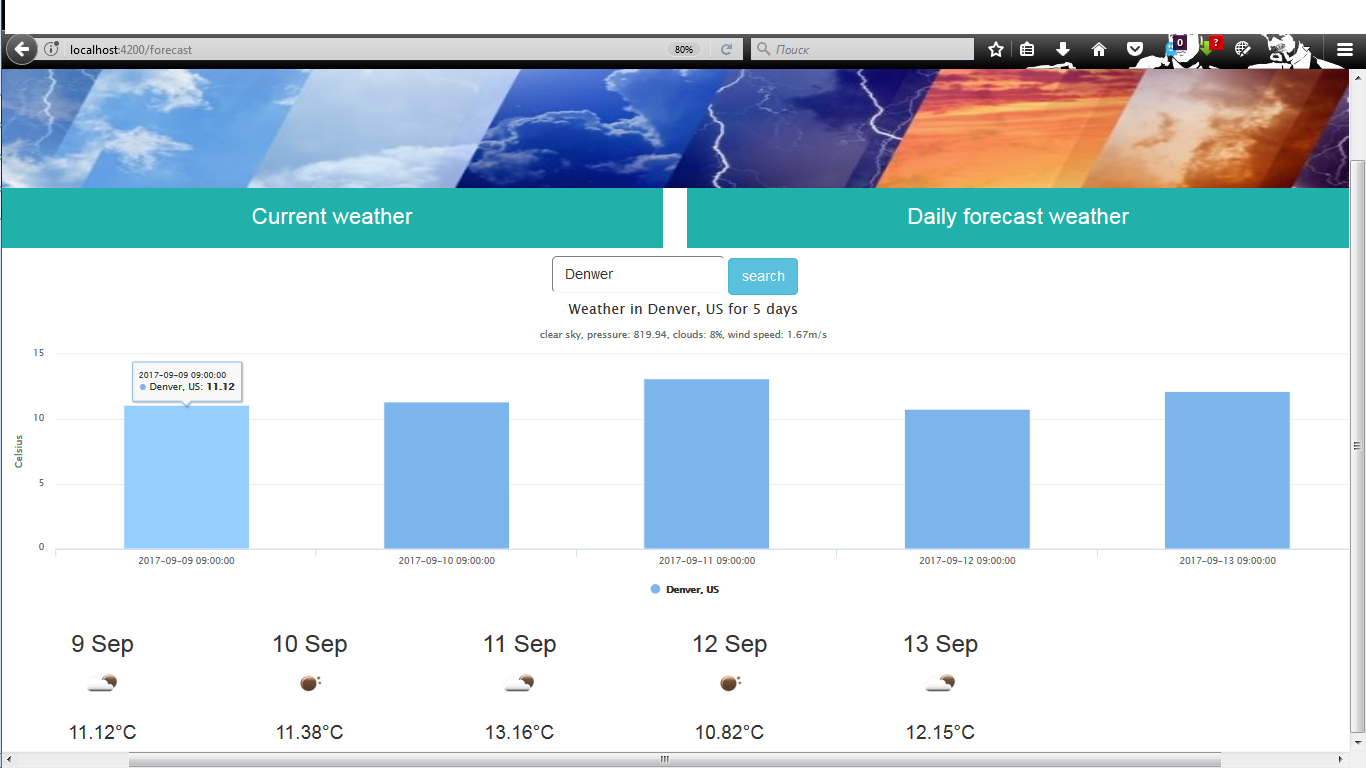 localhost:4200/forecast
80%
Поиск
0
?
Current weather
Daily forecast weather
Denwer
search
Weather in Denver, US for 5 days
clear sky, pressure: 819.94, clouds: 8%, wind speed: 1.67m/s
15
10
5
0
Celsius
2017-09-09 09:00:00
Denver, US: 11.12
2017-09-09 09:00:00
2017-09-10 09:00:00
2017-09-11 09:00:00
2017-09-12 09:00:00
2017-09-13 09:00:00
Denver, US
9 Sep
10 Sep
11 Sep
12 Sep
13 Sep
11.12°C
11.38°C
13.16°C
10.82°C
12.15°C